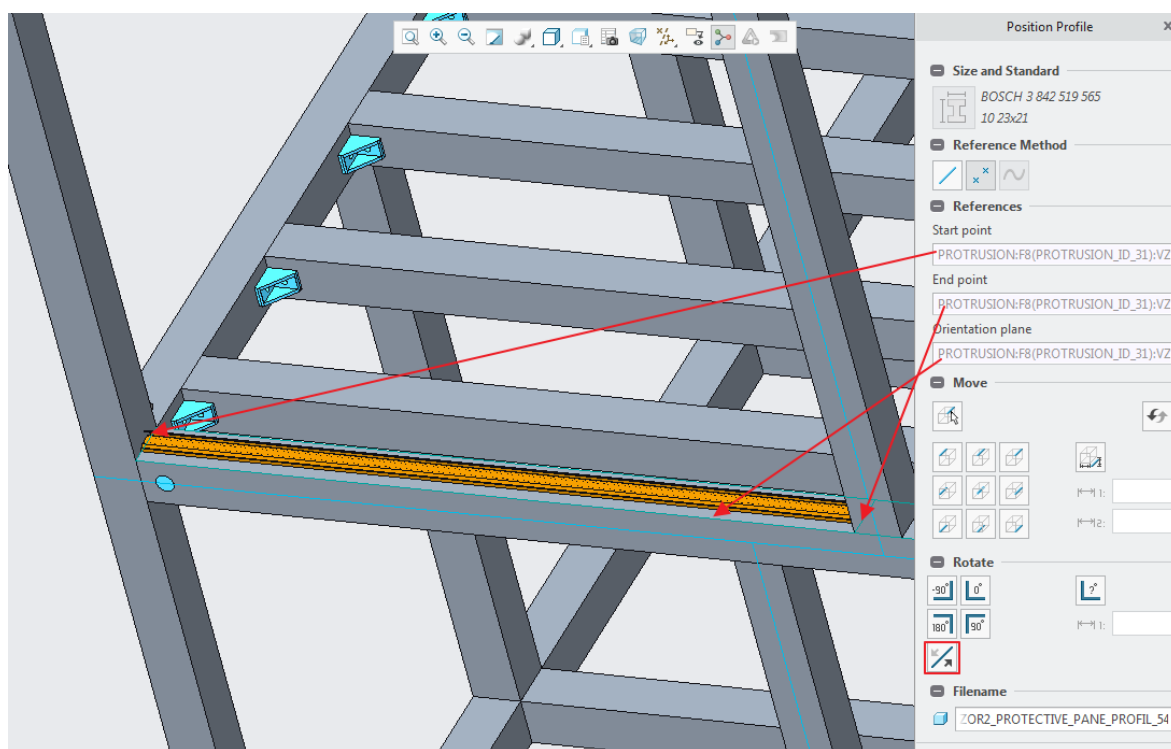 Position Profile
Size and Standard
BOSCH 3 842 519 565
10 23x21
Reference Method
References
Start point
PROTRUSION:F8(PROTRUSION_ID_31):VZ
End point
PROTRUSION:F8(PROTRUSION_ID_31):VZ
Orientation plane
PROTRUSION:F8(PROTRUSION_ID_31):VZ
Move
1:
2:
Rotate
-90° 0° ?°
180° 90° 1:
Filename
ZOR2_PROTECTIVE_PANE_PROFIL_54